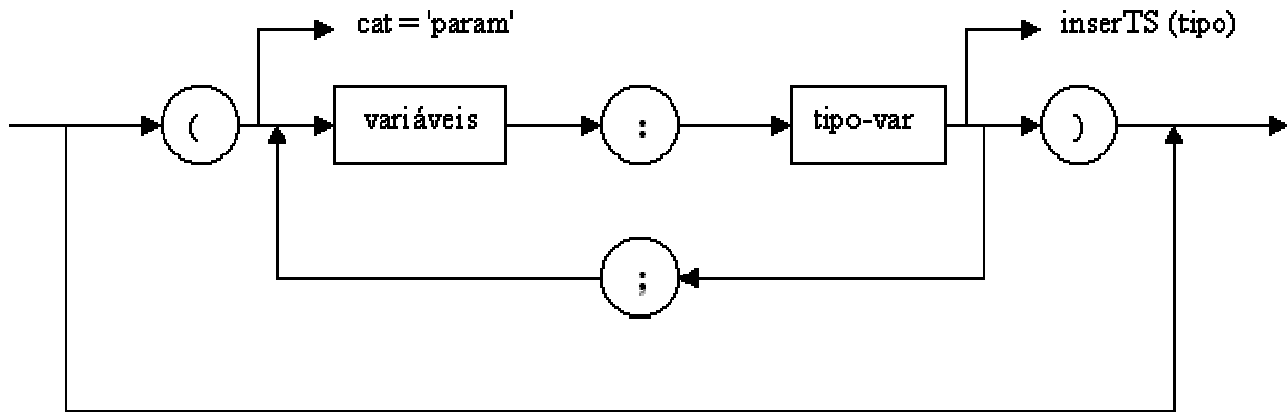 cat = 'param'
inserTS (tipo)
(
variáveis
:
tipo-var
)
;